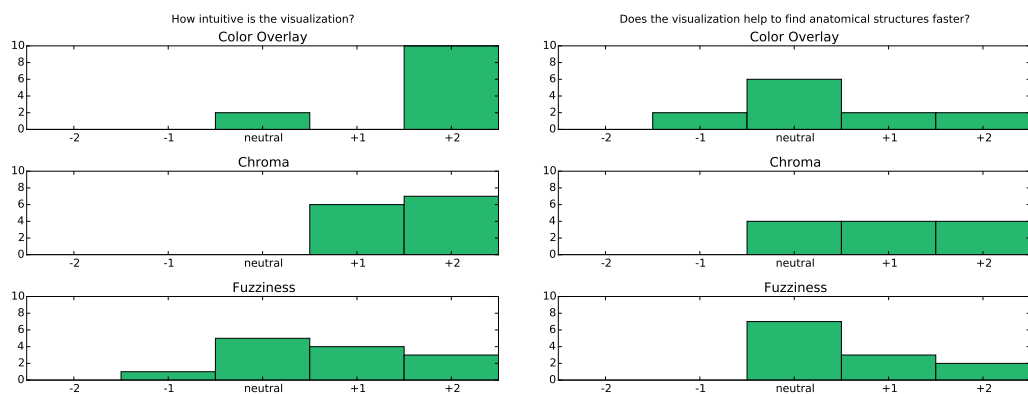 How intuitive is the visualization?
Color Overlay
10
8
6
4
2
0
-2 -1 neutral +1 +2
Chroma
10
8
6
4
2
0
-2 -1 neutral +1 +2
Fuzziness
10
8
6
4
2
0
-2 -1 neutral +1 +2
Does the visualization help to find anatomical structures faster?
Color Overlay
10
8
6
4
2
0
-2 -1 neutral +1 +2
Chroma
10
8
6
4
2
0
-2 -1 neutral +1 +2
Fuzziness
10
8
6
4
2
0
-2 -1 neutral +1 +2